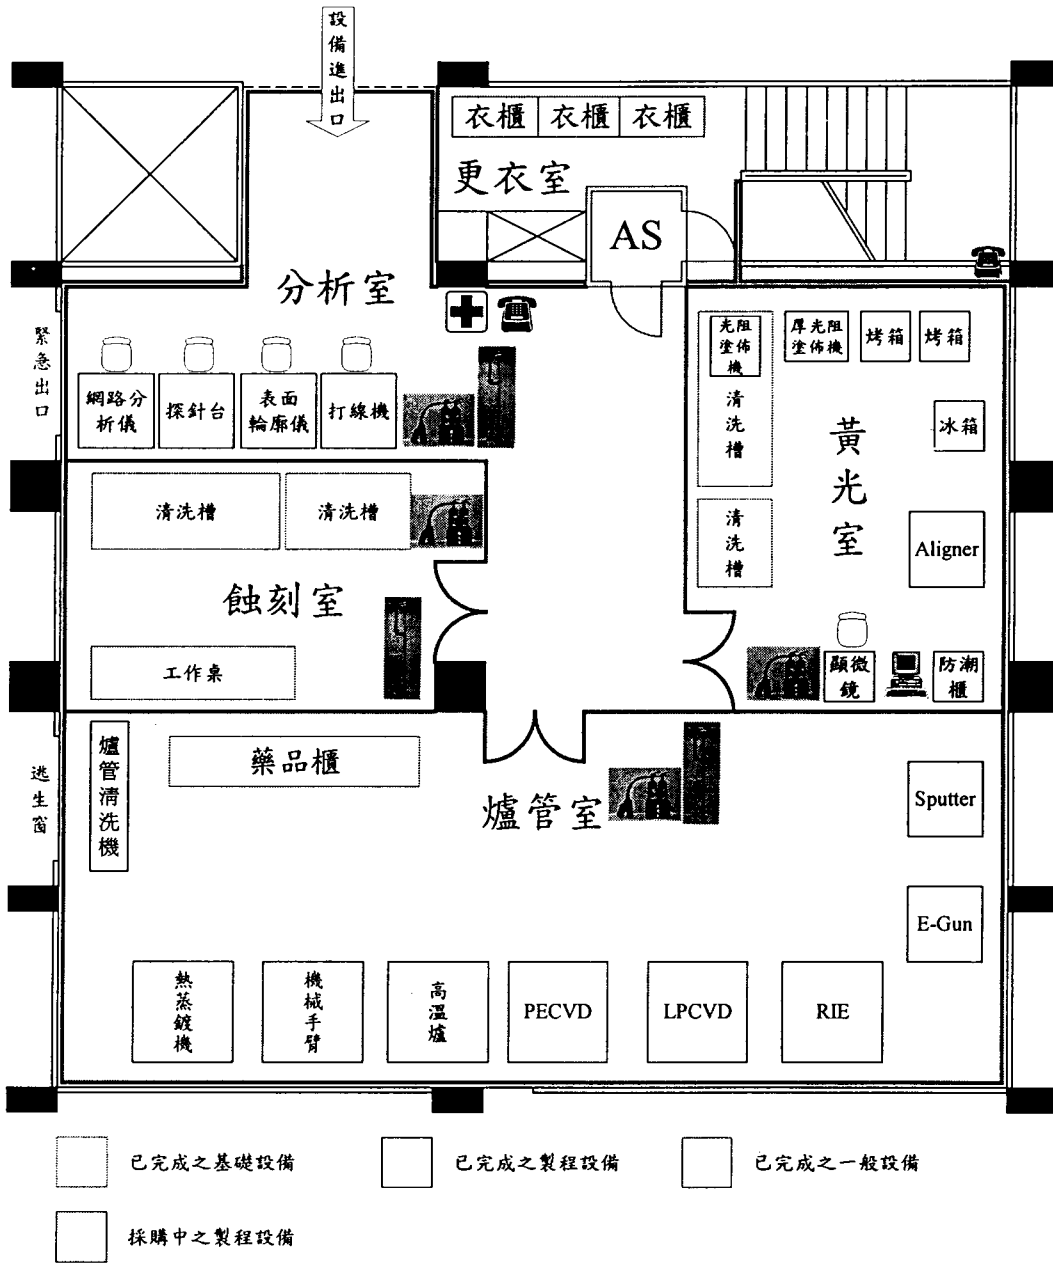 設備進出口
衣櫃 衣櫃 衣櫃
更衣室
AS
分析室
緊急出口
網路分析儀
探針台
表面輪廓儀
打線機
光阻塗佈機
厚光阻塗佈機
烤箱
烤箱
清洗槽
冰箱
黃光室
清洗槽
Aligner
清洗槽
清洗槽
蝕刻室
工作桌
顯微鏡
防潮櫃
逃生窗
爐管清洗機
藥品櫃
爐管室
Sputter
E-Gun
熱蒸鍍機
機械手臂
高溫爐
PECVD
LPCVD
RIE
已完成之基礎設備
已完成之製程設備
已完成之一般設備
採購中之製程設備